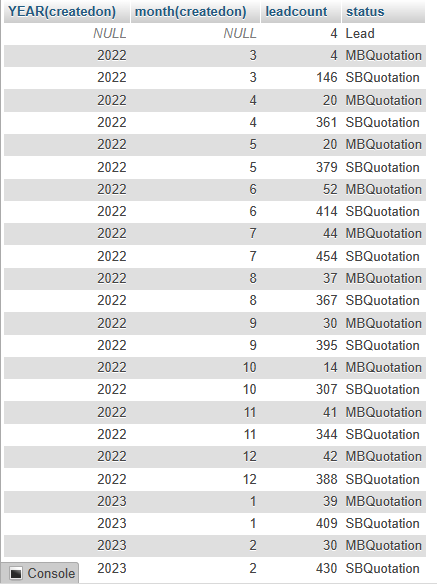 YEAR(createdon) month(createdon) leadcount status
NULL NULL 4 Lead
2022 3 4 MBQuotation
2022 3 146 SBQuotation
2022 4 20 MBQuotation
2022 4 361 SBQuotation
2022 5 20 MBQuotation
2022 5 379 SBQuotation
2022 6 52 MBQuotation
2022 6 414 SBQuotation
2022 7 44 MBQuotation
2022 7 454 SBQuotation
2022 8 37 MBQuotation
2022 8 367 SBQuotation
2022 9 30 MBQuotation
2022 9 395 SBQuotation
2022 10 14 MBQuotation
2022 10 307 SBQuotation
2022 11 41 MBQuotation
2022 11 344 SBQuotation
2022 12 42 MBQuotation
2022 12 388 SBQuotation
2023 1 39 MBQuotation
2023 1 409 SBQuotation
2023 2 30 MBQuotation
Console 2023 2 430 SBQuotation